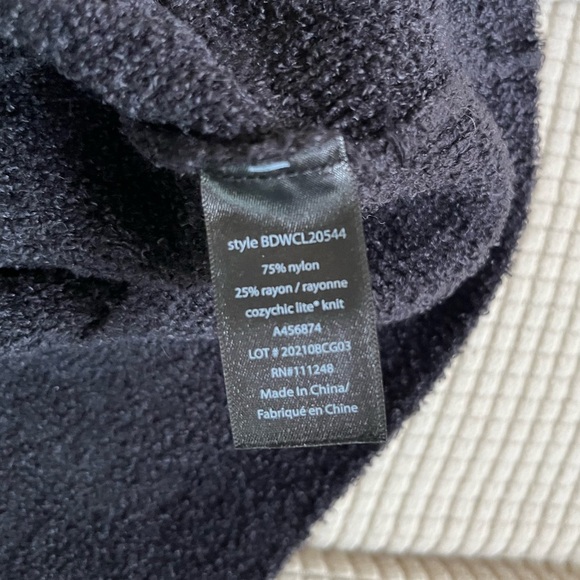 style BDWCL20544
75% nylon
25% rayon / rayonne
cozychic lite® knit
A456874
LOT # 202108CG03
RN#111248
Made In China/
Fabriqué en Chine